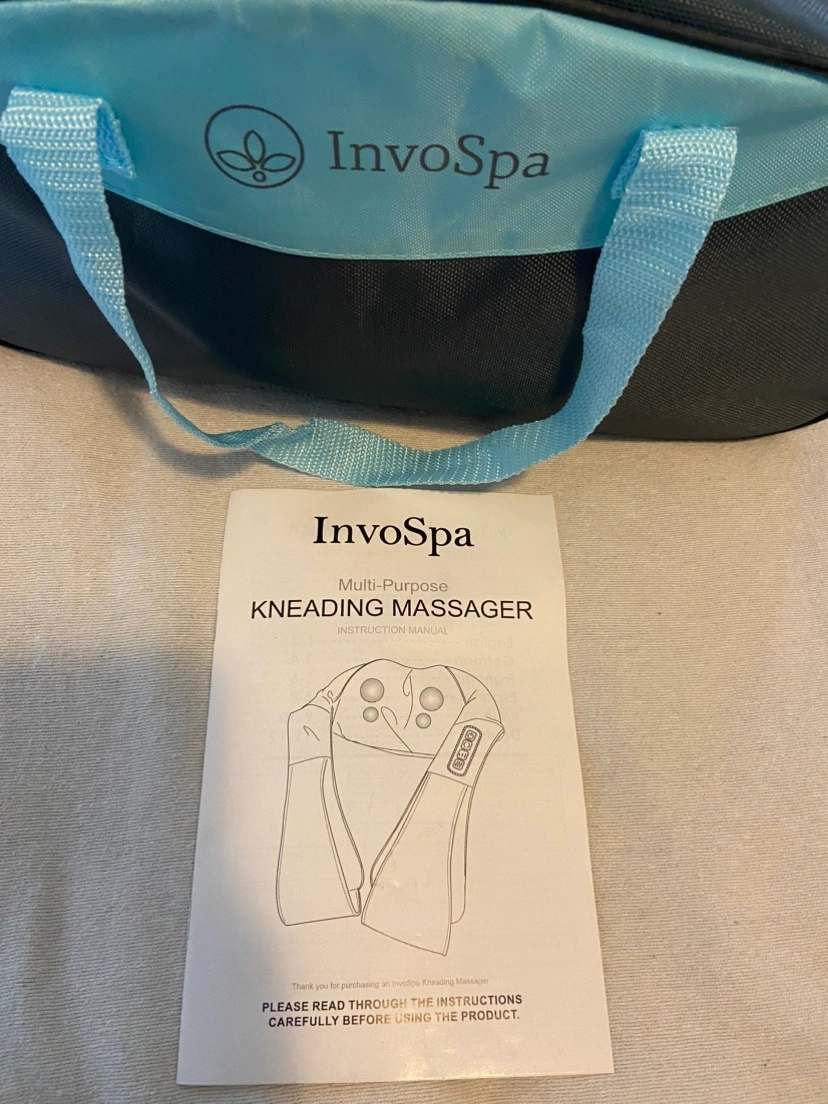 InvoSpa
InvoSpa
Multi-Purpose
KNEADING MASSAGER
INSTRUCTION MANUAL
Thank you for purchasing an InvoSpa Kneading Massager
PLEASE READ THROUGH THE INSTRUCTIONS
CAREFULLY BEFORE USING THE PRODUCT.